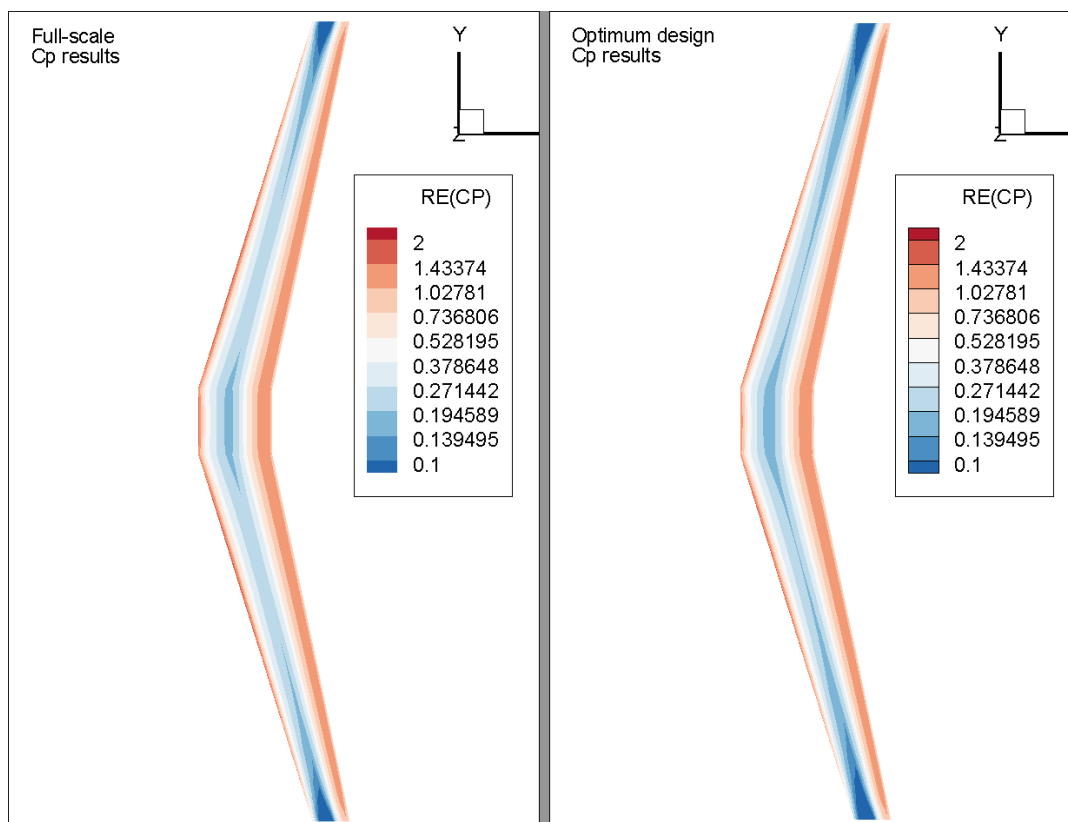 Full-scale
Cp results
Y
Z
RE(CP)
2
1.43374
1.02781
0.736806
0.528195
0.378648
0.271442
0.194589
0.139495
0.1
Optimum design
Cp results
Y
Z
RE(CP)
2
1.43374
1.02781
0.736806
0.528195
0.378648
0.271442
0.194589
0.139495
0.1